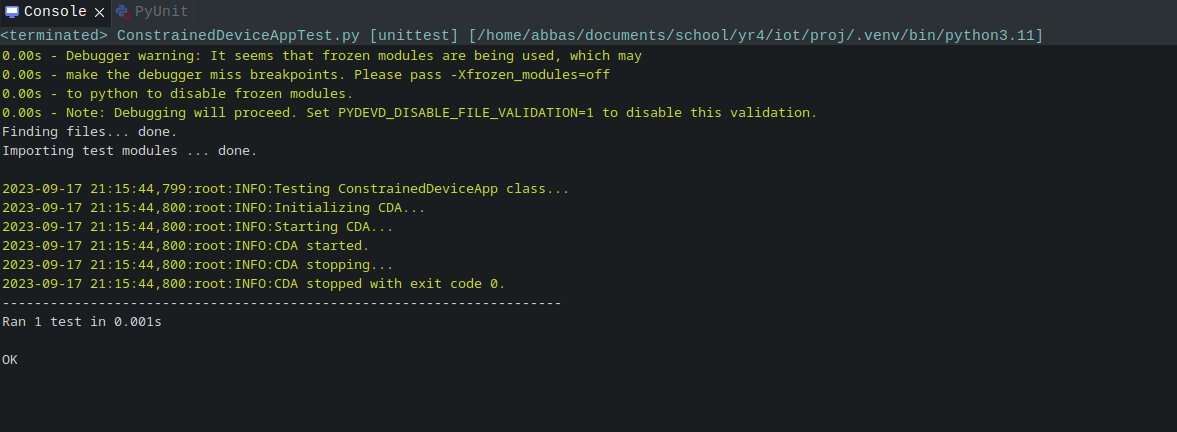 Console PyUnit
<terminated> ConstrainedDeviceAppTest.py [unittest] [/home/abbas/documents/school/yr4/iot/proj/.venv/bin/python3.11]
0.00s - Debugger warning: It seems that frozen modules are being used, which may
0.00s - make the debugger miss breakpoints. Please pass -Xfrozen_modules=off
0.00s - to python to disable frozen modules.
0.00s - Note: Debugging will proceed. Set PYDEVD_DISABLE_FILE_VALIDATION=1 to disable this validation.
Finding files... done.
Importing test modules ... done.
2023-09-17 21:15:44,799:root:INFO:Testing ConstrainedDeviceApp class...
2023-09-17 21:15:44,800:root:INFO:Initializing CDA...
2023-09-17 21:15:44,800:root:INFO:Starting CDA...
2023-09-17 21:15:44,800:root:INFO:CDA started.
2023-09-17 21:15:44,800:root:INFO:CDA stopping...
2023-09-17 21:15:44,800:root:INFO:CDA stopped with exit code 0.
----------------------------------------------------------------------
Ran 1 test in 0.001s
OK